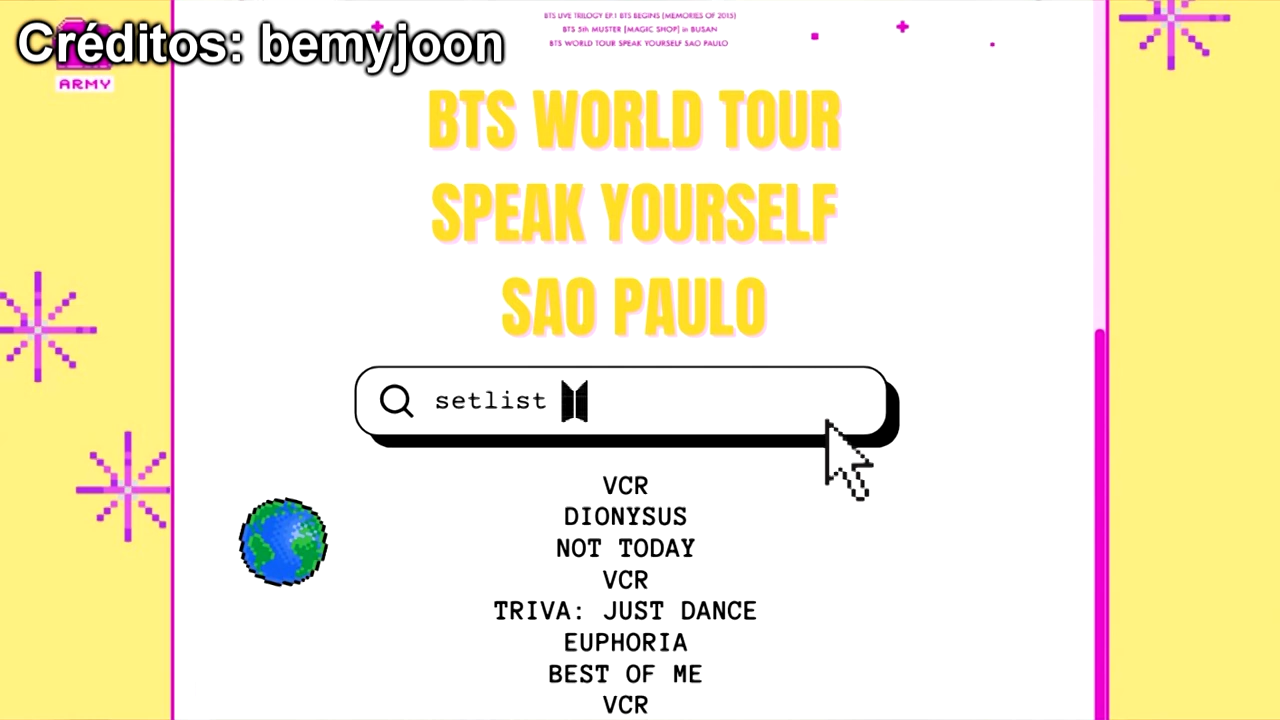 Créditos: bemyjoon
ARMY
BTS LIVE TRILOGY EP.1 BTS BEGINS (MEMORIES OF 2015)
BTS 5th MUSTER [MAGIC SHOP] in BUSAN
BTS WORLD TOUR SPEAK YOURSELF SAO PAULO
BTS WORLD TOUR
SPEAK YOURSELF
SAO PAULO
setlist
VCR
DIONYSUS
NOT TODAY
VCR
TRIVA: JUST DANCE
EUPHORIA
BEST OF ME
VCR